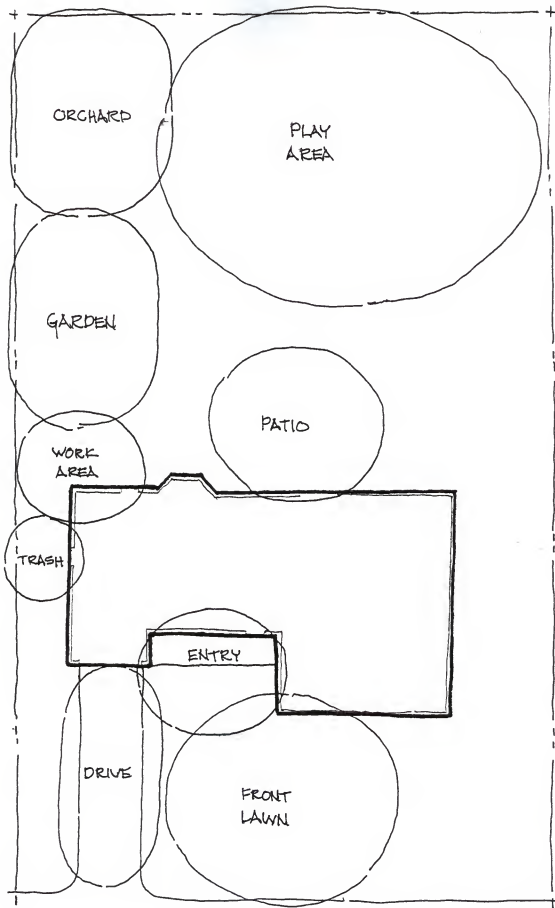 ORCHARD
PLAY
AREA
GARDEN
PATIO
WORK
AREA
TRASH
ENTRY
DRIVE
FRONT
LAWN